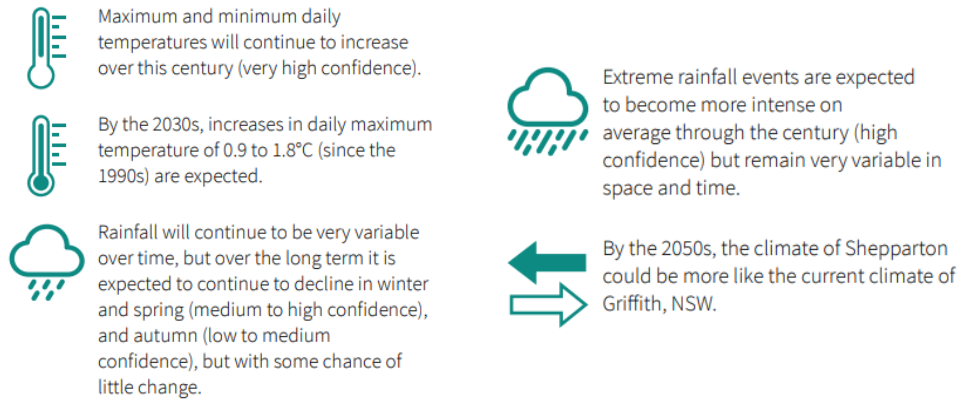 Maximum and minimum daily
temperatures will continue to increase
over this century (very high confidence).
By the 2030s, increases in daily maximum
temperature of 0.9 to 1.8°C (since the
1990s) are expected.
Rainfall will continue to be very variable
over time, but over the long term it is
expected to continue to decline in winter
and spring (medium to high confidence),
and autumn (low to medium
confidence), but with some chance of
little change.
Extreme rainfall events are expected
to become more intense on
average through the century (high
confidence) but remain very variable in
space and time.
By the 2050s, the climate of Shepparton
could be more like the current climate of
Griffith, NSW.